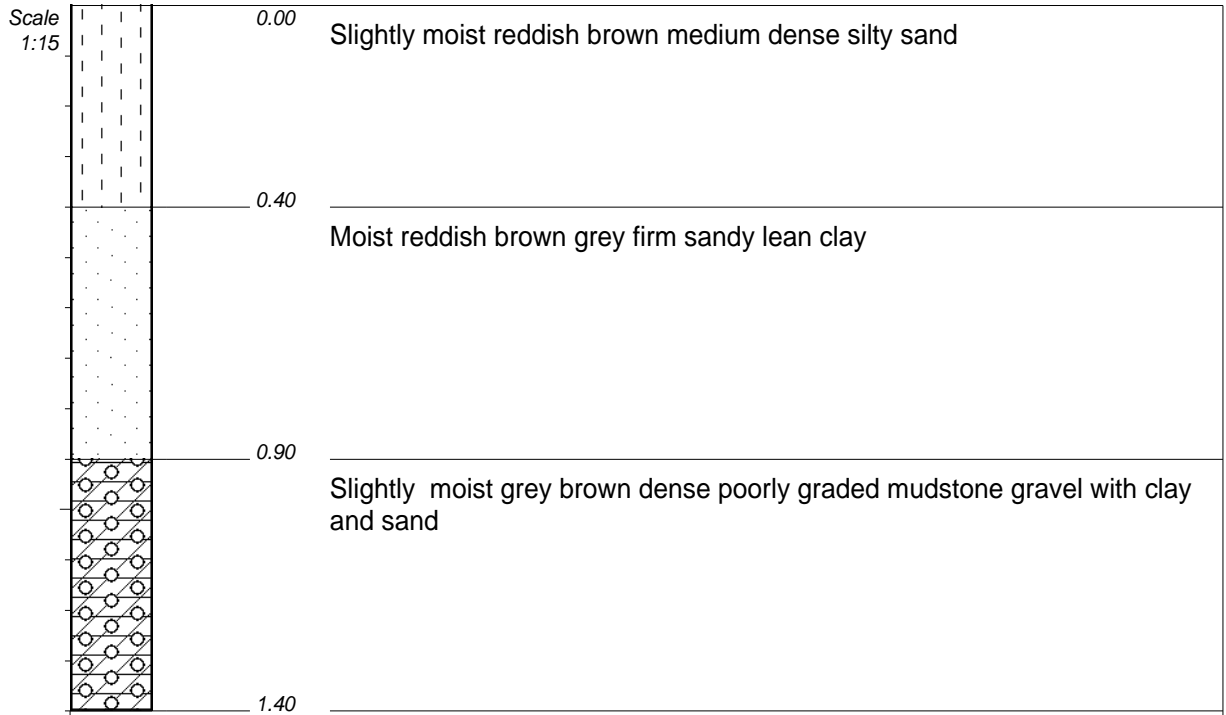 Scale
1:15
0.00
Slightly moist reddish brown medium dense silty sand
0.40
Moist reddish brown grey firm sandy lean clay
0.90
Slightly  moist grey brown dense poorly graded mudstone gravel with clay
and sand
1.40